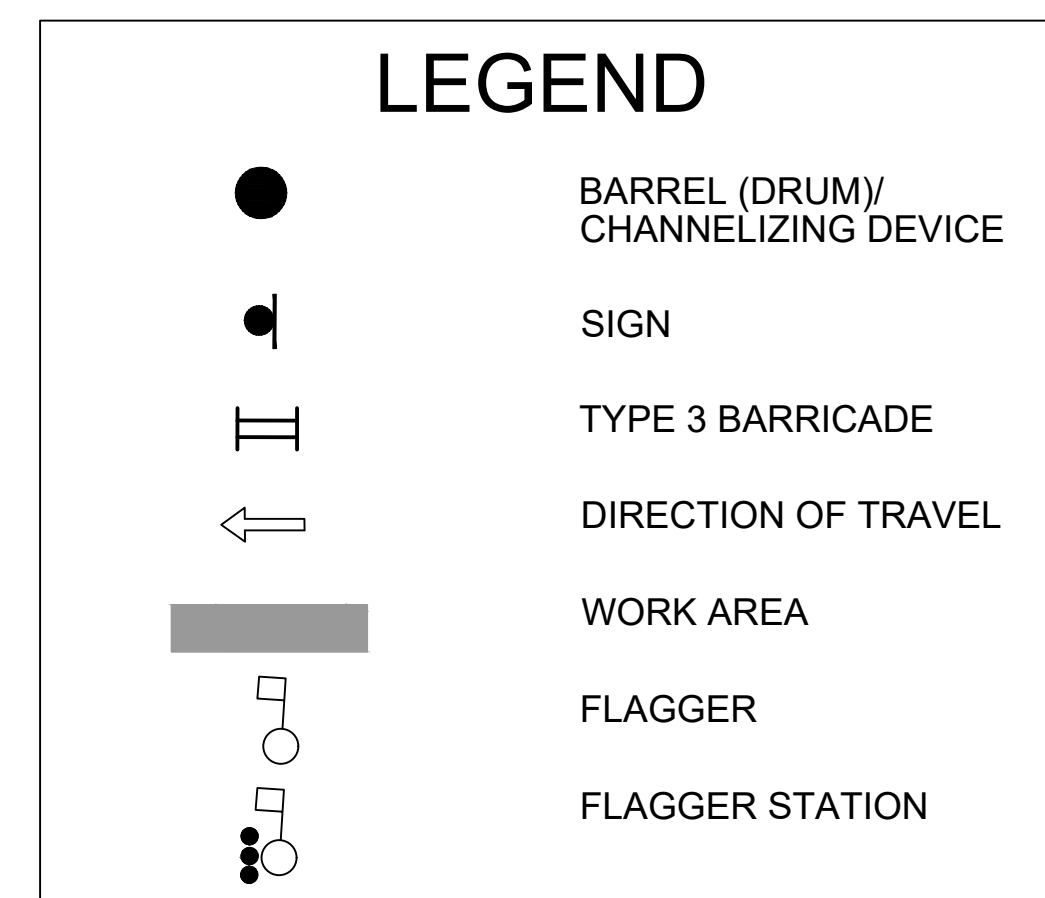 LEGEND
BARREL (DRUM)/
CHANNELIZING DEVICE
SIGN
TYPE 3 BARRICADE
DIRECTION OF TRAVEL
WORK AREA
FLAGGER
FLAGGER STATION